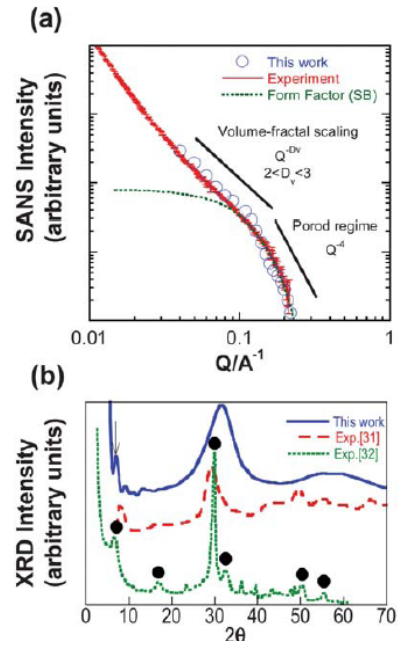 (a)
This work
Experiment
Form Factor (SB)
Volume-fractal scaling
Q^-Dv
2<Dv<3
Porod regime
Q^-4
SANS Intensity
(arbitrary units)
0.01
0.1
1
Q/A^-1
(b)
This work
Exp.[31]
Exp.[32]
XRD Intensity
(arbitrary units)
0 10 20 30 40 50 60 70
2θ